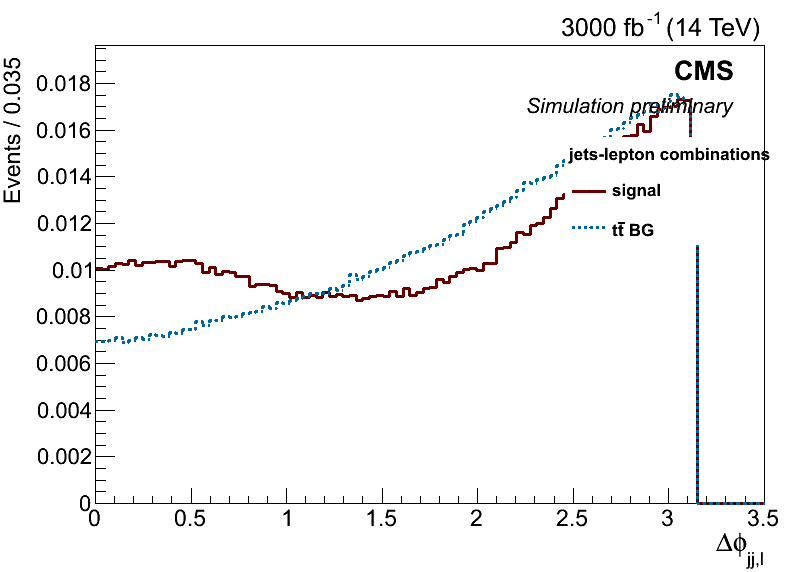 3000 fb⁻¹ (14 TeV)
CMS
Simulation preliminary
jets-lepton combinations
signal
tt̄ BG
Events / 0.035
0.018
0.016
0.014
0.012
0.01
0.008
0.006
0.004
0.002
0
0 0.5 1 1.5 2 2.5 3 3.5
Δϕjj,l